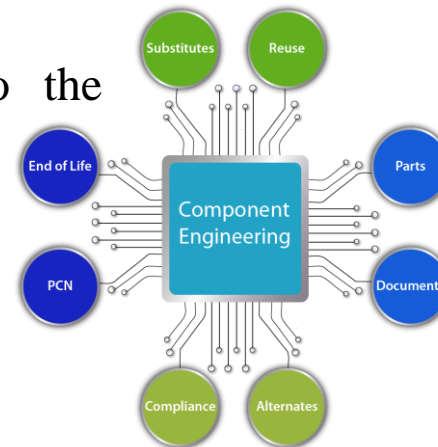 Substitutes
Reuse
the
End of Life
Parts
Component
Engineering
PCN
Document
Compliance
Alternates